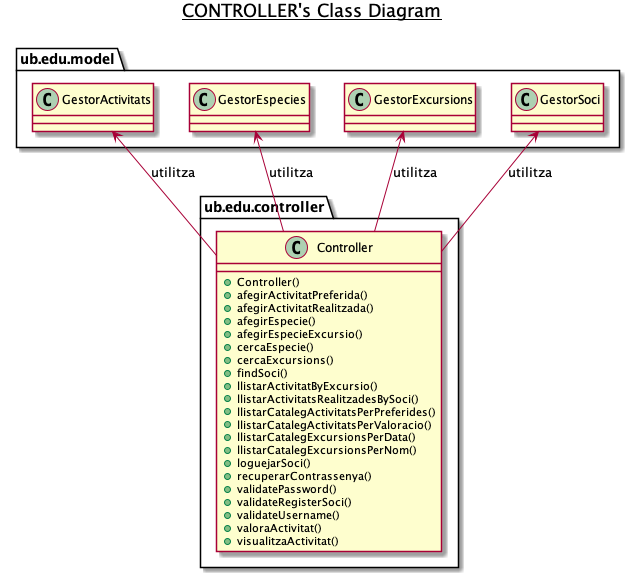 CONTROLLER's Class Diagram
ub.edu.model
C GestorActivitats
C GestorEspecies
C GestorExcursions
C GestorSoci
utilitza
utilitza
utilitza
utilitza
ub.edu.controller
C Controller
Controller()
afegirActivitatPreferida()
afegirActivitatRealitzada()
afegirEspecie()
afegirEspecieExcursio()
cercaEspecie()
cercaExcursions()
findSoci()
llistarActivitatByExcursio()
llistarActivitatsRealitzadesBySoci()
llistarCatalegActivitatsPerPreferides()
llistarCatalegActivitatsPerValoracio()
llistarCatalegExcursionsPerData()
llistarCatalegExcursionsPerNom()
loguejarSoci()
recuperarContrassenya()
validatePassword()
validateRegisterSoci()
validateUsername()
valoraActivitat()
visualitzaActivitat()